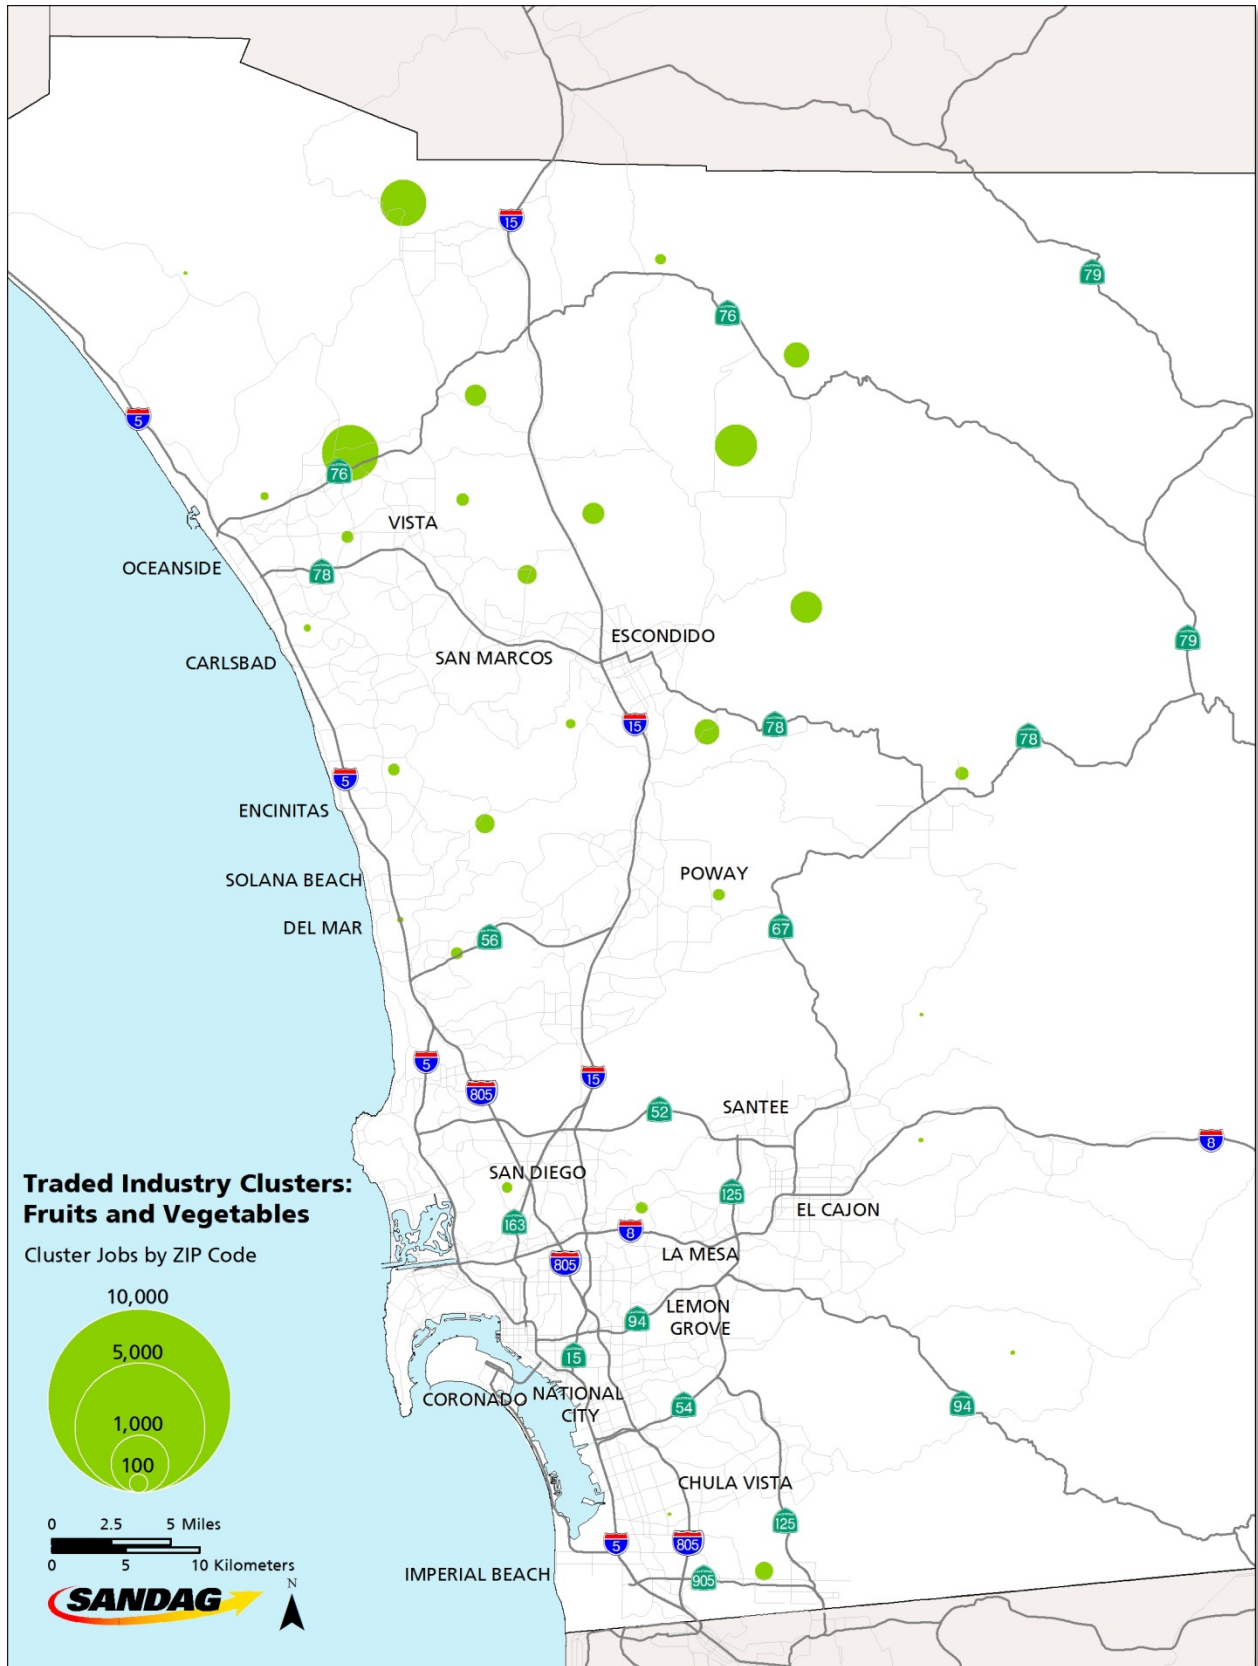 15
79
76
5
76
VISTA
OCEANSIDE
78
ESCONDIDO
79
CARLSBAD
SAN MARCOS
15
78
78
5
ENCINITAS
POWAY
SOLANA BEACH
DEL MAR
56
67
5
15
805
52
SANTEE
8
Traded Industry Clusters:
Fruits and Vegetables
SAN DIEGO
125
EL CAJON
163
8
Cluster Jobs by ZIP Code
LA MESA
805
10,000
LEMON
GROVE
94
5,000
15
CORONADO
NATIONAL
CITY
54
94
1,000
100
CHULA VISTA
0 2.5 5 Miles
125
5
805
0 5 10 Kilometers
IMPERIAL BEACH
905
SANDAG
N